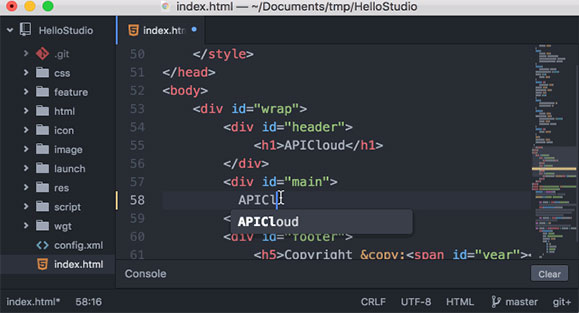 index.html — ~/Documents/tmp/HelloStudio
HelloStudio
.git
css
feature
html
icon
image
launch
res
script
wgt
config.xml
index.html
index.html
50 </style>
51 </head>
52 <body>
53 <div id="wrap">
54 <div id="header">
55 <h1>APICloud</h1>
56 </div>
57 <div id="main">
58 APICl
APICloud
59 <
60 <div id="footer">
61 <h5>Copyright &copy;<span id="year"><
Console
Clear
index.html* 58:16 CRLF UTF-8 HTML master git+